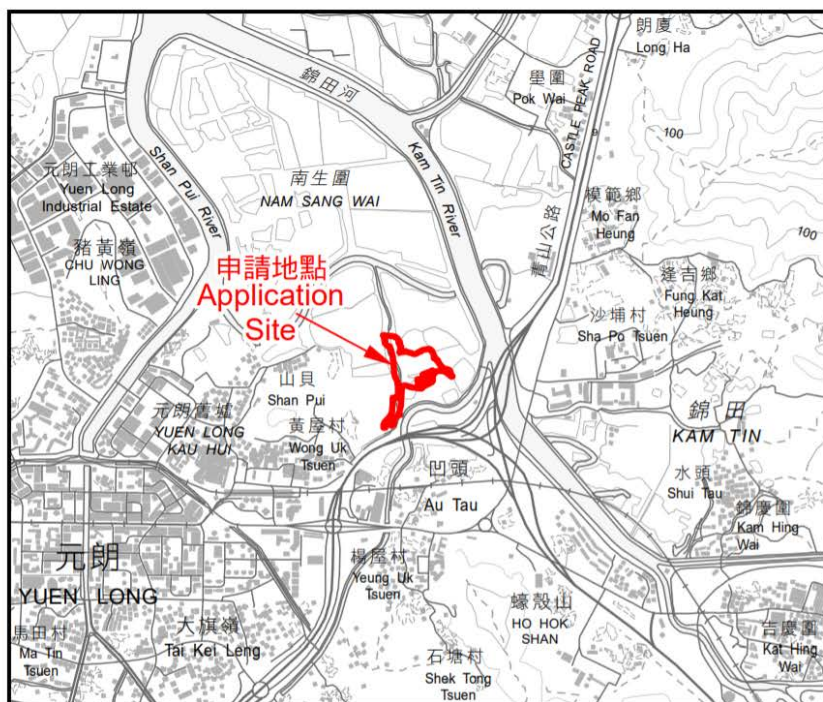 朗廈
Long Ha
壆圍
Pok Wai
CASTLE PEAK ROAD
青山公路
9
100
100
錦田河
Kam Tin River
Shan Pui River
元朗工業邨
Yuen Long
Industrial Estate
南生圍
NAM SANG WAI
豬黃嶺
CHU WONG
LING
模範鄉
Mo Fan
Heung
逢吉鄉
Fung Kat
Heung
沙埔村
Sha Po Tsuen
申請地點
Application
Site
山貝
Shan Pui
元朗舊墟
YUEN LONG
KAU HUI
黃屋村
Wong Uk
Tsuen
錦田
KAM TIN
水頭
Shui Tau
錦慶圍
Kam Hing
Wai
凹頭
Au Tau
元朗
YUEN LONG
楊屋村
Yeung Uk
Tsuen
蠔殼山
HO HOK
SHAN
馬田村
Ma Tin
Tsuen
大旗嶺
Tai Kei Leng
石塘村
Shek Tong
Tsuen
吉慶圍
Kat Hing
Wai